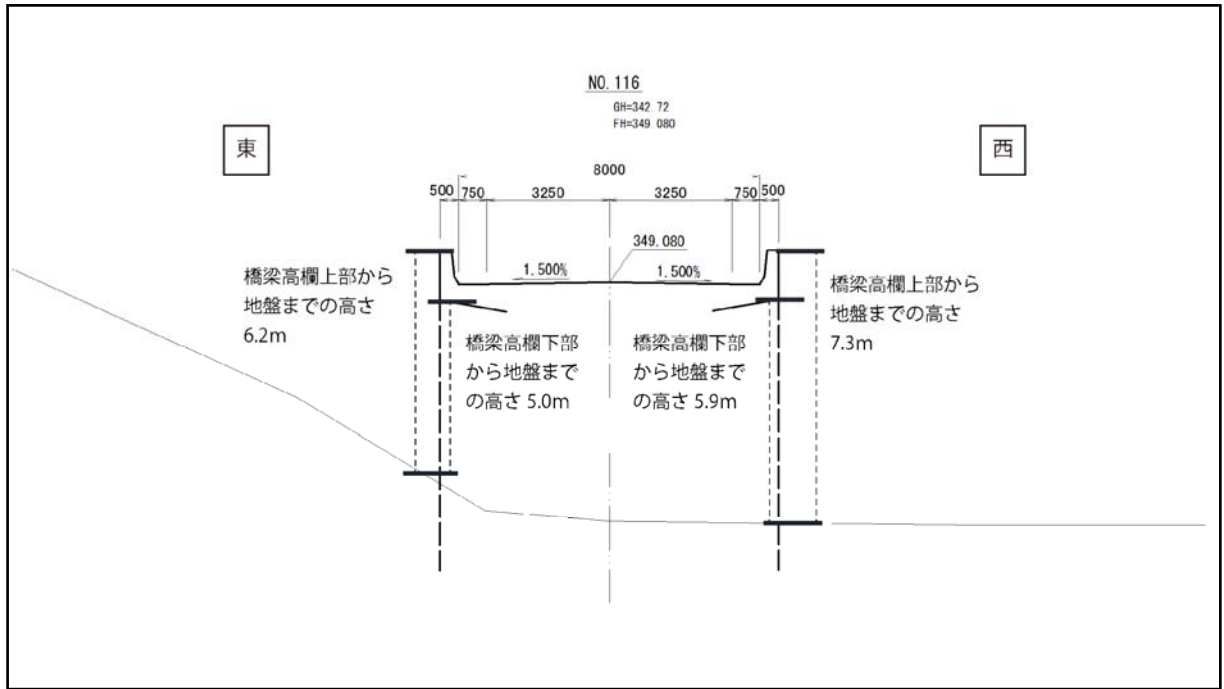 NO. 116
GH=342.72
FH=349.080
東
西
8000
500 750 3250 3250 750 500
349.080
1.500% 1.500%
橋梁高欄上部から
地盤までの高さ
6.2m
橋梁高欄下部
から地盤まで
の高さ 5.0m
橋梁高欄下部
から地盤まで
の高さ 5.9m
橋梁高欄上部から
地盤までの高さ
7.3m